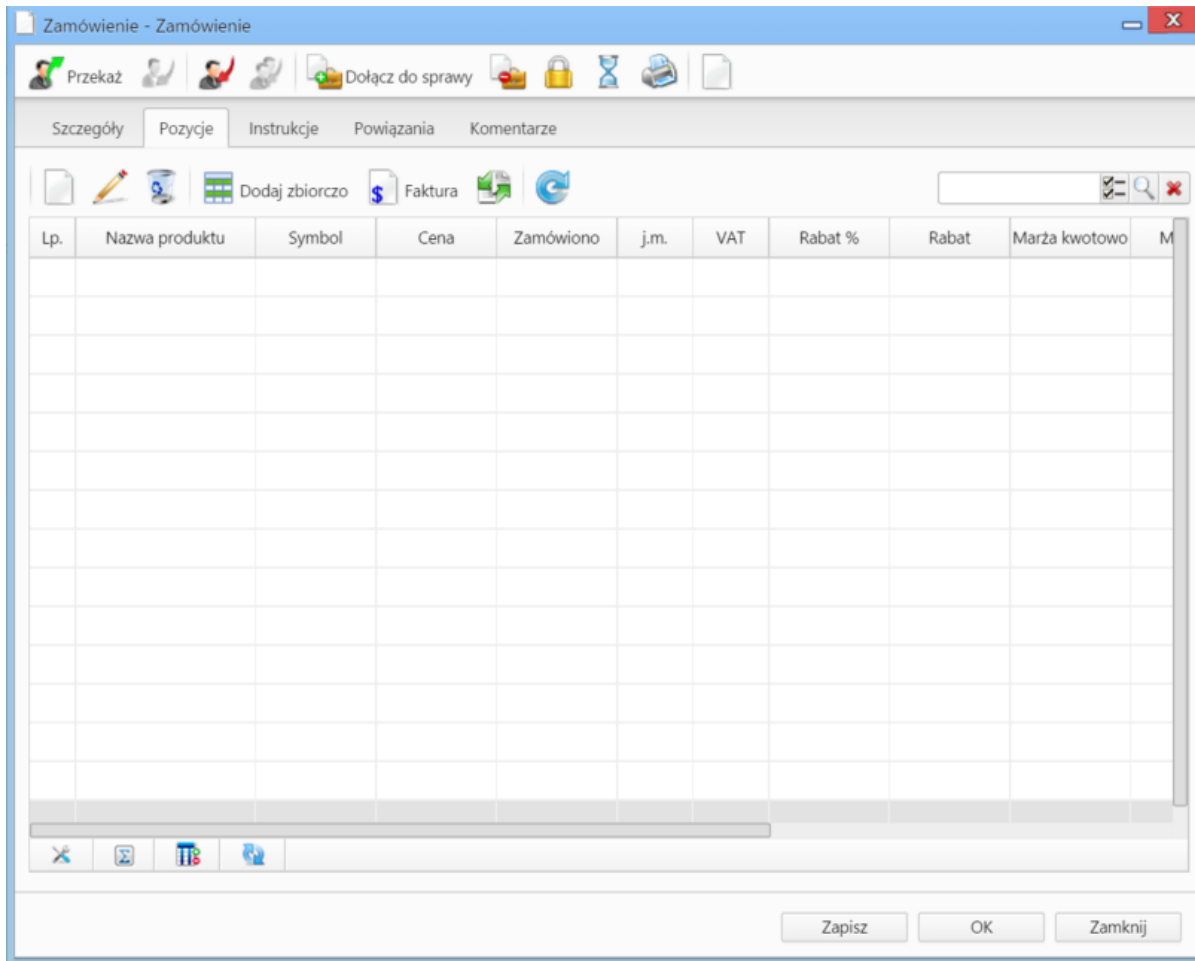 Zamówienie - Zamówienie
Przekaż Dołącz do sprawy
Szczegóły Pozycje Instrukcje Powiązania Komentarze
Dodaj zbiorczo $ Faktura
Lp. Nazwa produktu Symbol Cena Zamówiono j.m. VAT Rabat % Rabat Marża kwotowo M
Zapisz OK Zamknij